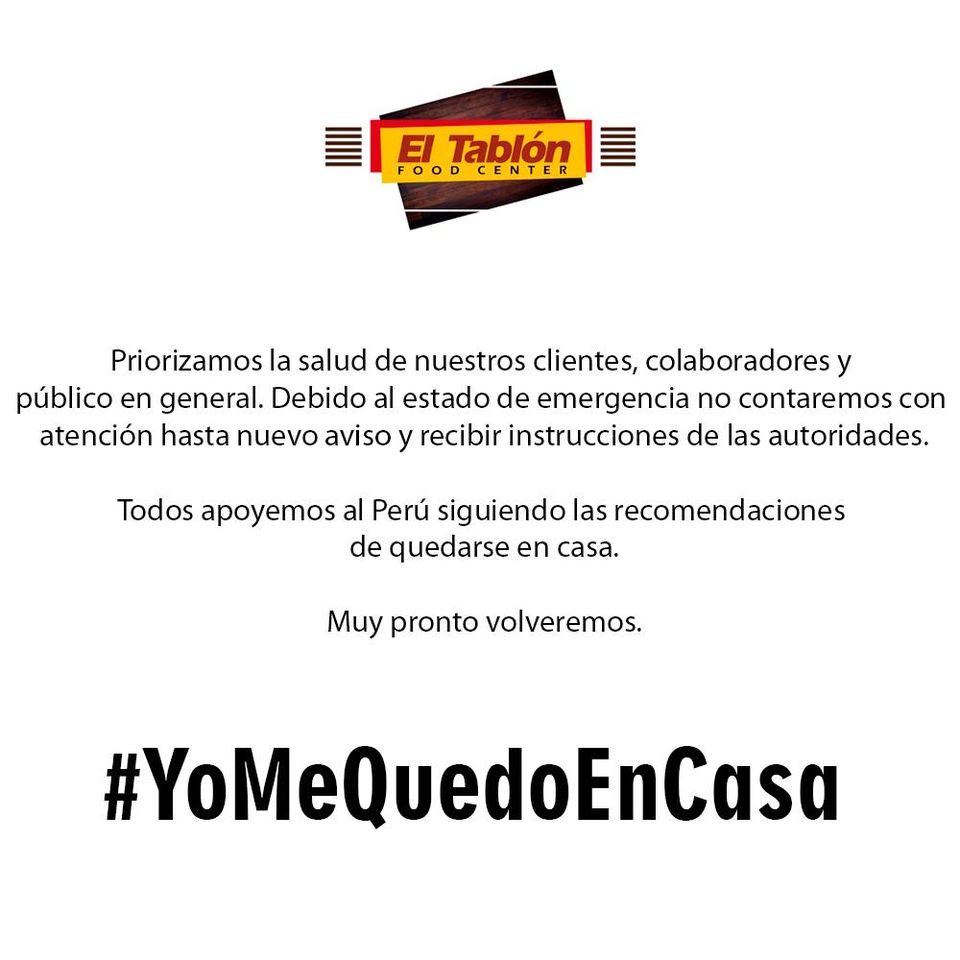 El Tablón
FOOD CENTER
Priorizamos la salud de nuestros clientes, colaboradores y
público en general. Debido al estado de emergencia no contaremos con
atención hasta nuevo aviso y recibir instrucciones de las autoridades.
Todos apoyemos al Perú siguiendo las recomendaciones
de quedarse en casa.
Muy pronto volveremos.
#YoMeQuedoEnCasa